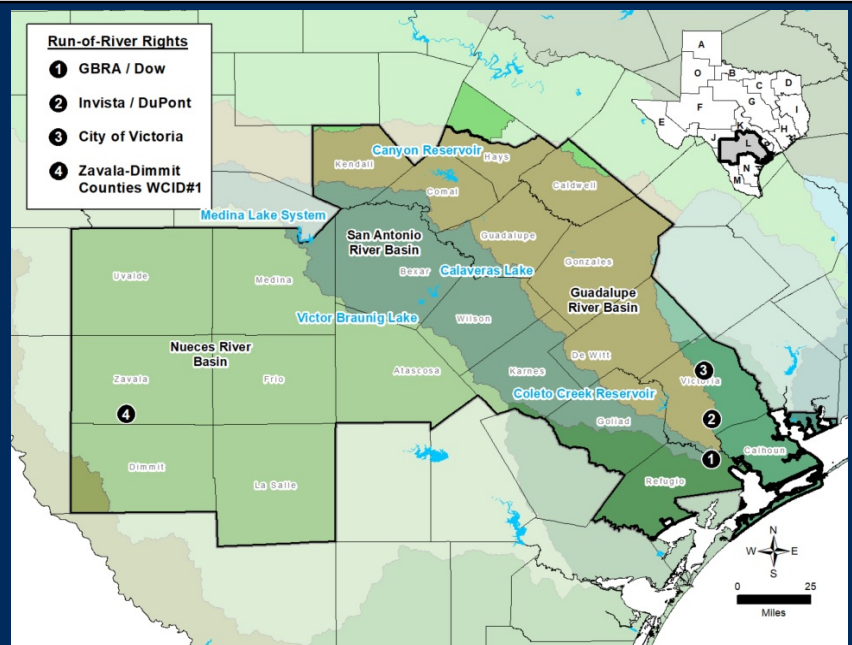 Run-of-River Rights
1 GBRA / Dow
2 Invista / DuPont
3 City of Victoria
4 Zavala-Dimmit
Counties WCID#1
A
O
B
C
D
F
G
I
E
K
H
J
L
P
N
M
Kendall
Canyon Reservoir
Hays
Comal
Caldwell
Medina Lake System
San Antonio
River Basin
Guadalupe
Uvalde
Medina
Bexar
Calaveras Lake
Gonzales
Guadalupe
River Basin
Victor Braunig Lake
Wilson
Nueces River
Basin
De Witt
Zavala
Frio
Atascosa
Karnes
3
Victoria
Coleto Creek Reservoir
4
Goliad
2
Calhoun
1
Dimmit
La Salle
Refugio
N
W E
S
0 25
Miles